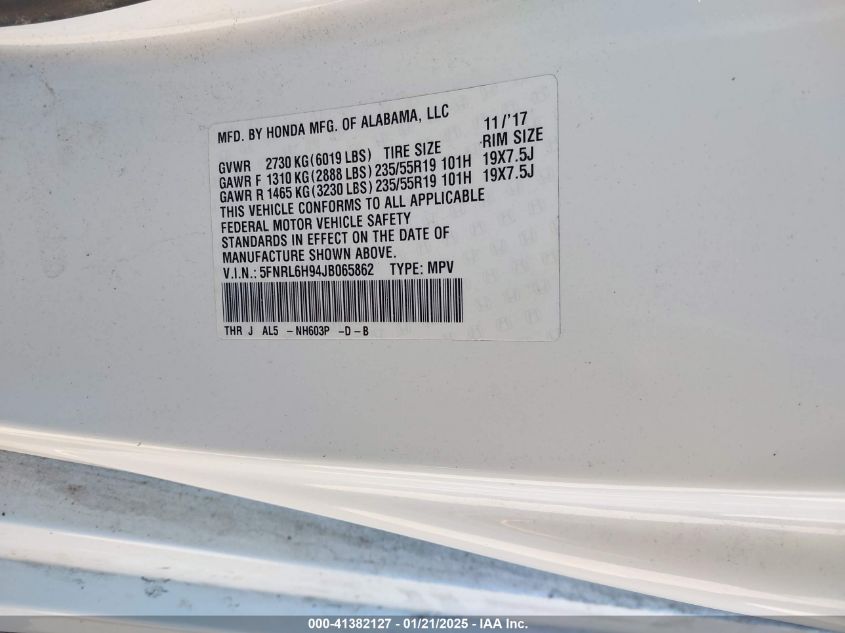 MFD. BY HONDA MFG. OF ALABAMA, LLC 11/'17
GVWR 2730 KG(6019 LBS) TIRE SIZE RIM SIZE
GAWR F 1310 KG(2888 LBS) 235/55R19 101H 19X7.5J
GAWR R 1465 KG(3230 LBS) 235/55R19 101H 19X7.5J
THIS VEHICLE CONFORMS TO ALL APPLICABLE
FEDERAL MOTOR VEHICLE SAFETY
STANDARDS IN EFFECT ON THE DATE OF
MANUFACTURE SHOWN ABOVE.
V.I.N.: 5FNRL6H94JB065862 TYPE: MPV
THR J AL5 -NH603P -D-B
000-41382127 - 01/21/2025 - IAA Inc.